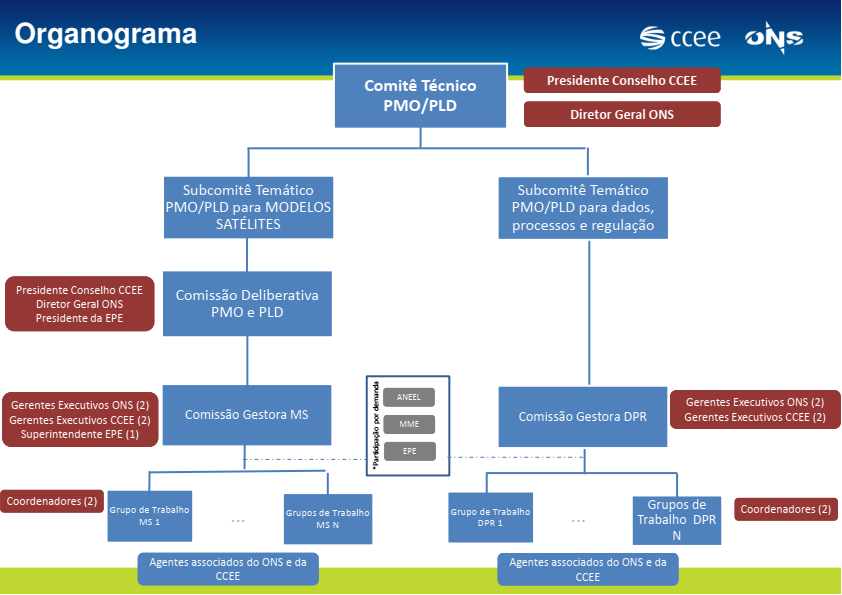 Organograma
ccee
ONS
Comitê Técnico
PMO/PLD
Presidente Conselho CCEE
Diretor Geral ONS
Subcomitê Temático
PMO/PLD para MODELOS
SATÉLITES
Subcomitê Temático
PMO/PLD para dados,
processos e regulação
Presidente Conselho CCEE
Diretor Geral ONS
Presidente da EPE
Comissão Deliberativa
PMO e PLD
Gerentes Executivos ONS (2)
Gerentes Executivos CCEE (2)
Superintendente EPE (1)
Comissão Gestora MS
*Participação por demanda
ANEEL
MME
EPE
Comissão Gestora DPR
Gerentes Executivos ONS (2)
Gerentes Executivos CCEE (2)
Coordenadores (2)
Grupo de Trabalho
MS 1
...
Grupos de Trabalho
MS N
Grupo de Trabalho
DPR 1
...
Grupos de
Trabalho DPR
N
Coordenadores (2)
Agentes associados do ONS e da
CCEE
Agentes associados do ONS e da
CCEE